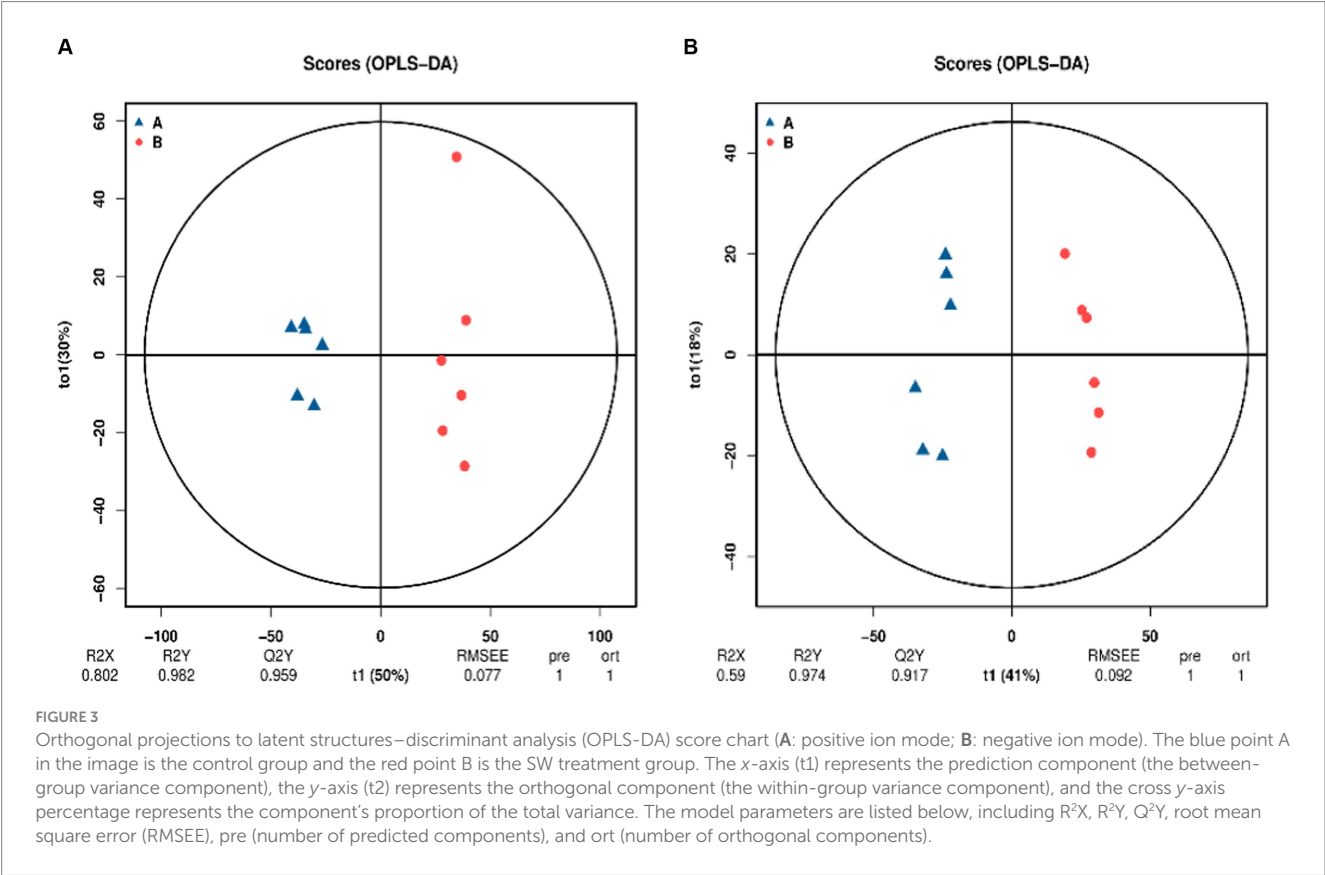 A
Scores (OPLS−DA)
A
B
60
40
20
0
−20
−40
−60
to1(30%)
−100 −50 0 50 100
R2X R2Y Q2Y RMSEE pre ort
0.802 0.982 0.959 t1 (50%) 0.077 1 1
B
Scores (OPLS−DA)
A
B
40
20
0
−20
−40
to1(18%)
−50 0 50
R2X R2Y Q2Y RMSEE pre ort
0.59 0.974 0.917 t1 (41%) 0.092 1 1
FIGURE 3
Orthogonal projections to latent structures–discriminant analysis (OPLS-DA) score chart (A: positive ion mode; B: negative ion mode). The blue point A
in the image is the control group and the red point B is the SW treatment group. The x-axis (t1) represents the prediction component (the between-
group variance component), the y-axis (t2) represents the orthogonal component (the within-group variance component), and the cross y-axis
percentage represents the component's proportion of the total variance. The model parameters are listed below, including R²X, R²Y, Q²Y, root mean
square error (RMSEE), pre (number of predicted components), and ort (number of orthogonal components).